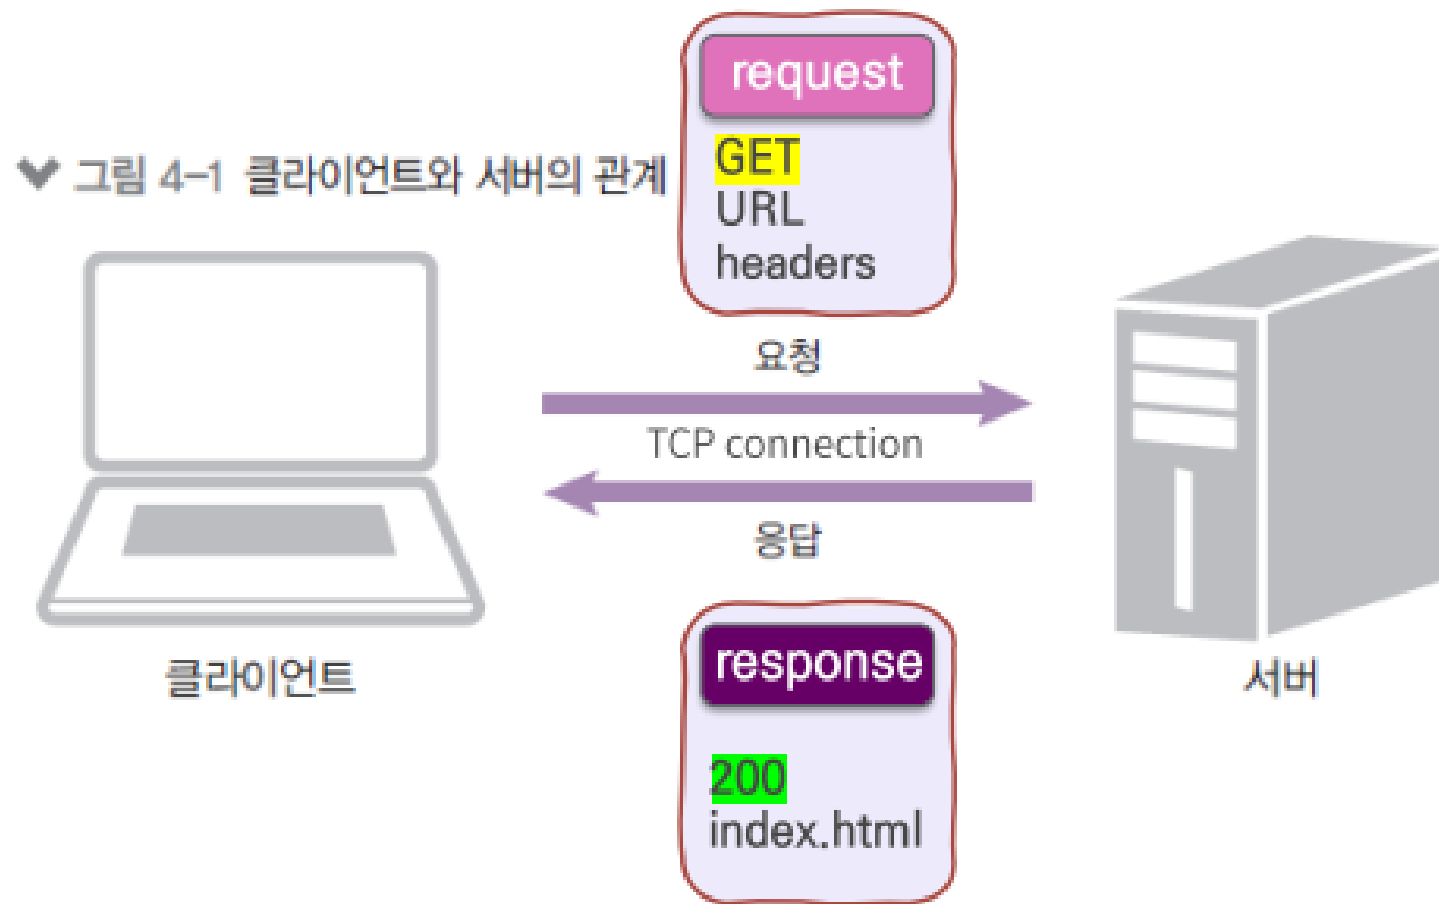 request
GET
URL
headers
그림 4-1 클라이언트와 서버의 관계
요청
TCP connection
응답
클라이언트
서버
response
200
index.html